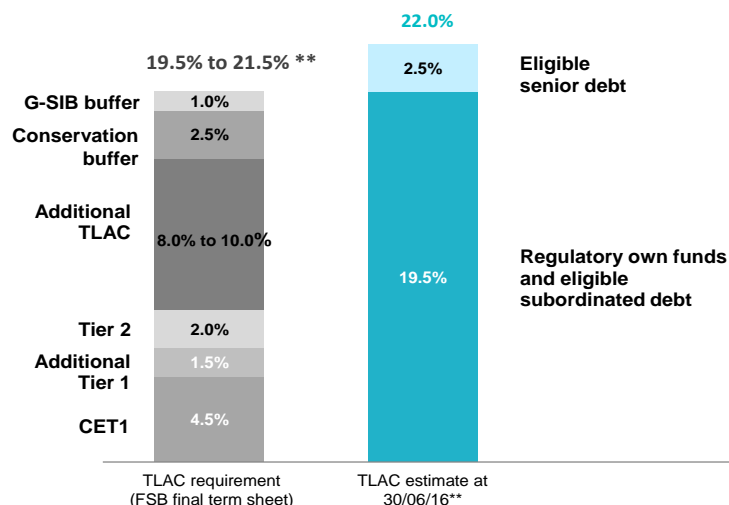 22.0%
19.5% to 21.5% **
G-SIB buffer
1.0%
2.5%
Eligible
senior debt
Conservation
buffer
2.5%
Additional
TLAC
8.0% to 10.0%
19.5%
Regulatory own funds
and eligible
subordinated debt
Tier 2
2.0%
Additional
Tier 1
1.5%
CET1
4.5%
TLAC requirement
(FSB final term sheet)
TLAC estimate at
30/06/16**